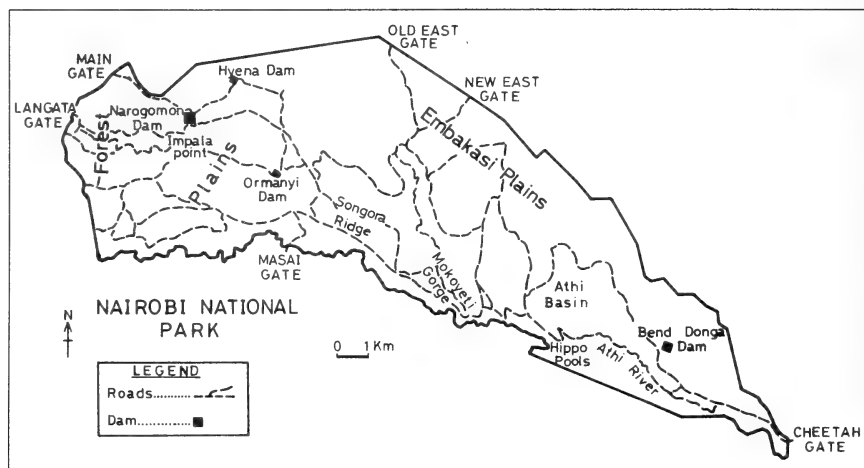 OLD EAST
GATE
MAIN
GATE
Hyena Dam
NEW EAST
GATE
LANGATA
GATE
Narogomona
Dam
Impala
point
Forest
Plains
Embakasi Plains
Ormanyi
Dam
Songora
Ridge
MASAI
GATE
Mokoyeti
Gorge
Athi
Basin
NAIROBI NATIONAL
PARK
N
0 1 Km
Bend Donga
Dam
Hippo
Pools
Athi River
LEGEND
Roads
Dam
CHEETAH
GATE